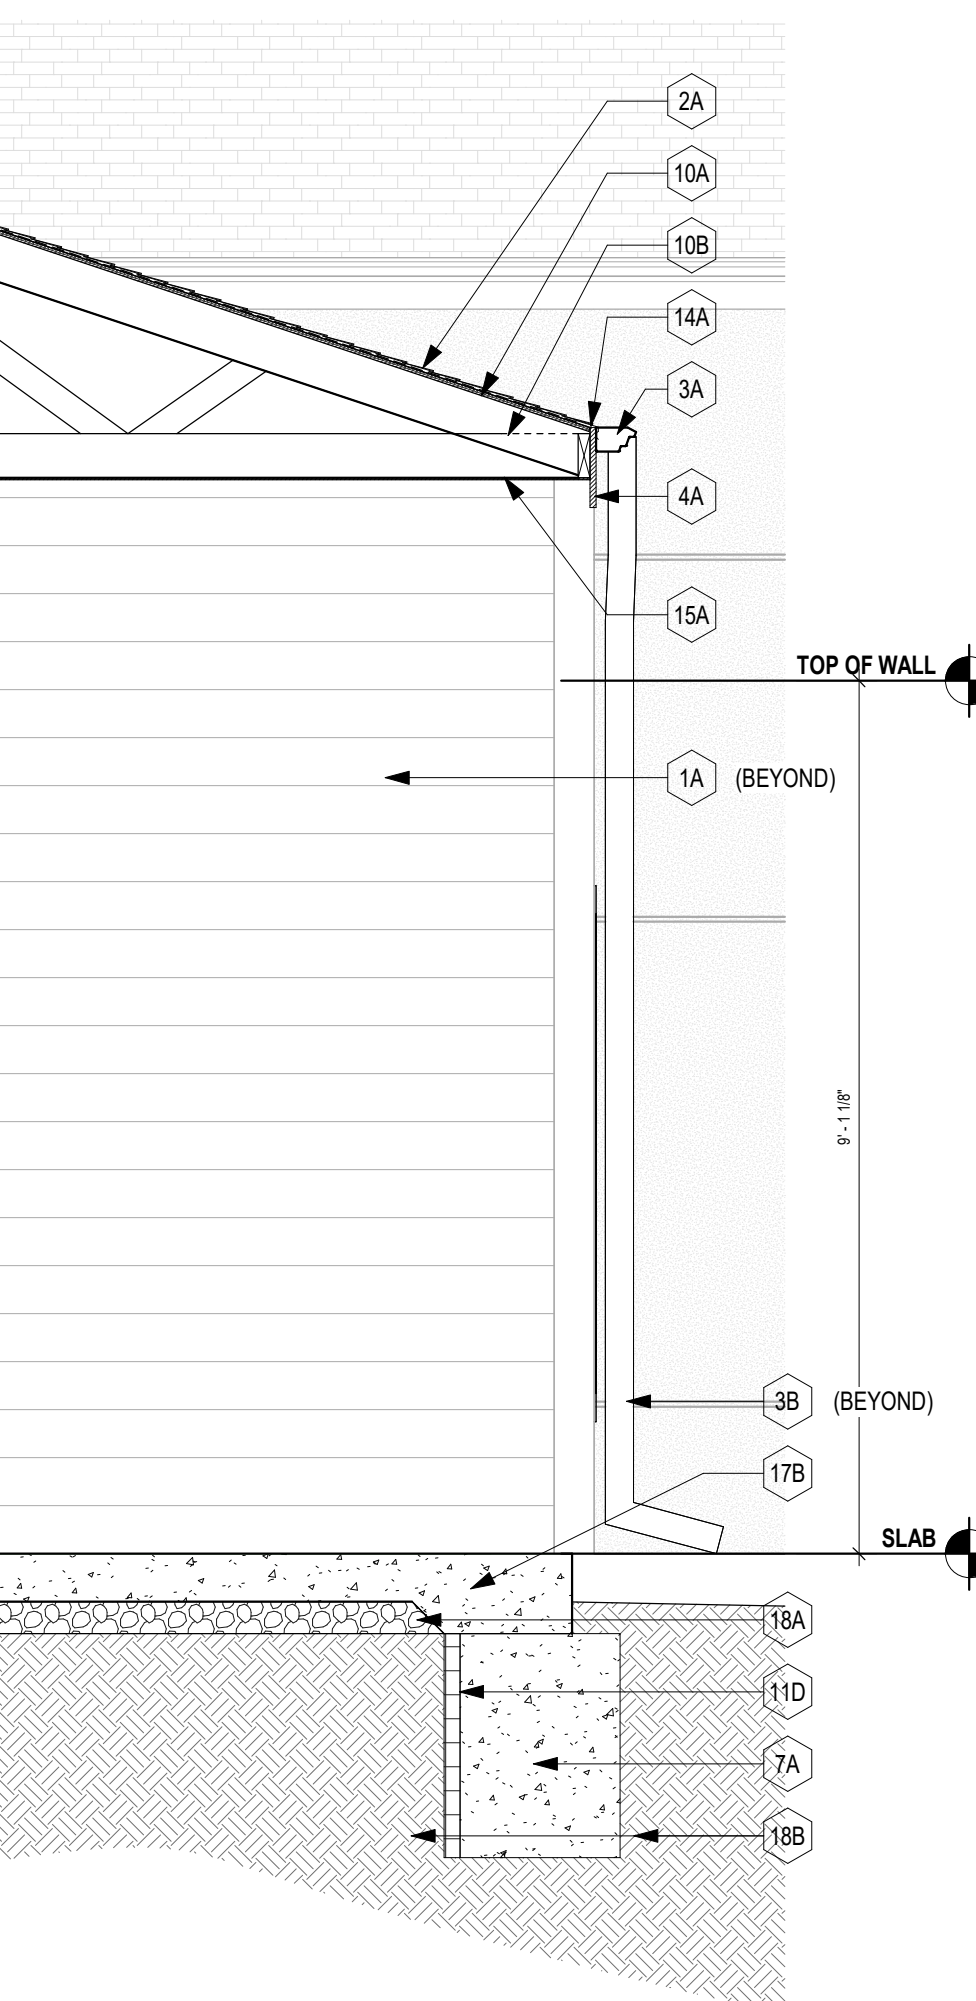 2A
10A
10B
14A
3A
4A
15A
TOP OF WALL
1A (BEYOND)
9' - 1 1/8"
3B (BEYOND)
17B
SLAB
18A
11D
7A
18B